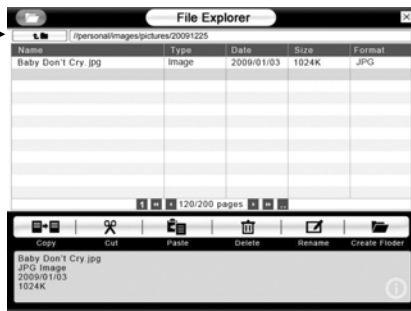 File Explorer
//personal/images/pictures/20091225
Name Type Date Size Format
Baby Don't Cry.jpg Image 2009/01/03 1024K JPG
1 120/200 pages ..
Copy Cut Paste Delete Rename Create Floder
Baby Don't Cry.jpg
JPG Image
2009/01/03
1024K